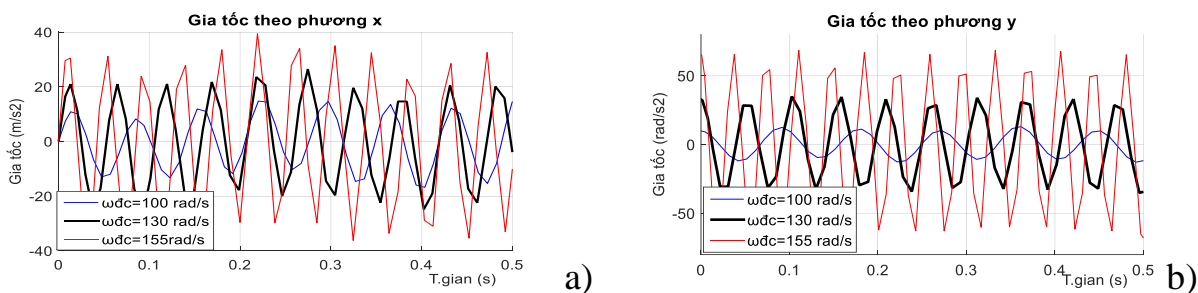 Gia tốc theo phương x
Gia tốc (m/s2)
40
20
0
-20
-40
ωđc=100 rad/s
ωđc=130 rad/s
ωđc=155rad/s
0
0.1
0.2
0.3
0.4
0.5
T.gian (s)
a)
Gia tốc theo phương y
Gia tốc (rad/s2)
50
0
-50
ωđc=100 rad/s
ωđc=130 rad/s
ωđc=155 rad/s
0
0.1
0.2
0.3
0.4
0.5
T.gian (s)
b)